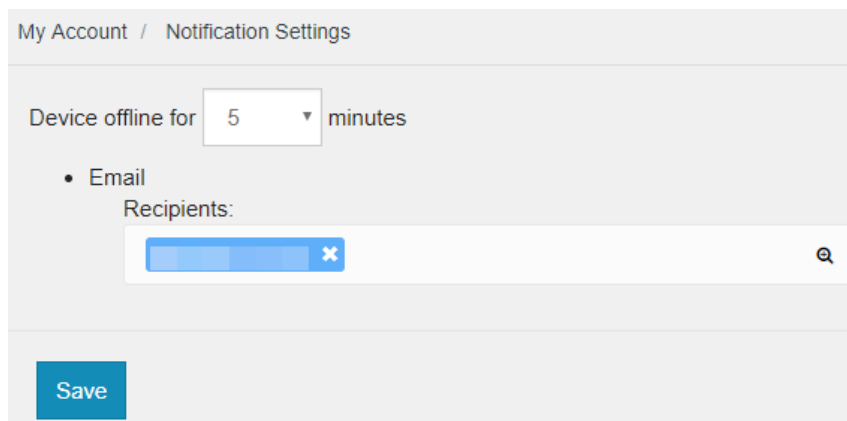 My Account / Notification Settings
Device offline for 5 minutes
Email
Recipients:
Save